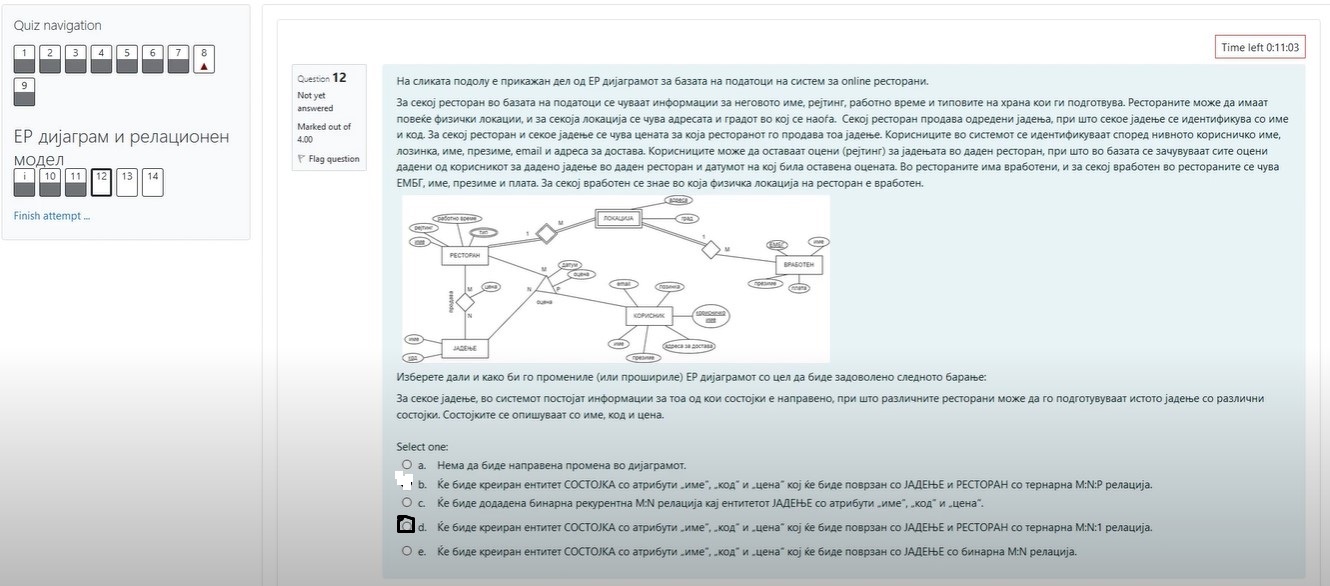 Quiz navigation
1 2 3 4 5 6 7 8
9
ЕР дијаграм и релационен
модел
i 10 11 12 13 14
Finish attempt ...
Time left 0:11:03
Question 12
Not yet
answered
Marked out of
4.00
Flag question
На сликата подолу е прикажан дел од ЕР дијаграмот за базата на податоци на систем за online ресторани.
За секој ресторан во базата на податоци се чуваат информации за неговото име, рејтинг, работно време и типовите на храна кои ги подготвува. Рестораните може да имаат
повеќе физички локации, и за секоја локација се чува адресата и градот во кој се наоѓа. Секој ресторан продава одредени јадења, при што секое јадење се идентификува со име
и код. За секој ресторан и секое јадење се чува цената за која ресторанот го продава тоа јадење. Корисниците во системот се идентификуваат според нивното корисничко име,
лозинка, име, презиме, email и адреса за достава. Корисниците може да оставаат оцени (рејтинг) за јадењата во даден ресторан, при што во базата се зачувуваат сите оцени
дадени од корисникот за дадено јадење во даден ресторан и датумот на кој била оставена оцената. Во рестораните има вработени, и за секој вработен во рестораните се чува
ЕМБГ, име, презиме и плата. За секој вработен се знае во која физичка локација на ресторан е вработен.
адреса
работно време
ЛОКАЦИЈА
град
рејтинг
тип
М
1
име
1
РЕСТОРАН
М
ЕМБГ
име
ВРАБОТЕН
М
датум
оцена
презиме
плата
М
цена
N
P
email
лозинка
продава
оцена
N
КОРИСНИК
корисничко
име
име
ЈАДЕЊЕ
код
име
адреса за достава
презиме
Изберете дали и како би го промениле (или прошириле) ЕР дијаграмот со цел да биде задоволено следното барање:
За секое јадење, во системот постојат информации за тоа од кои состојки е направено, при што различните ресторани може да го подготувуваат истото јадење со различни
состојки. Состојките се опишуваат со име, код и цена.
Select one:
a. Нема да биде направена промена во дијаграмот.
b. Ќе биде креиран ентитет СОСТОЈКА со атрибути „име“, „код“ и „цена“ кој ќе биде поврзан со ЈАДЕЊЕ и РЕСТОРАН со тернарна M:N:P релација.
c. Ќе биде додадена бинарна рекурентна M:N релација кај ентитетот ЈАДЕЊЕ со атрибути „име“, „код“ и „цена“.
d. Ќе биде креиран ентитет СОСТОЈКА со атрибути „име“, „код“ и „цена“ кој ќе биде поврзан со ЈАДЕЊЕ и РЕСТОРАН со тернарна M:N:1 релација.
e. Ќе биде креиран ентитет СОСТОЈКА со атрибути „име“, „код“ и „цена“ кој ќе биде поврзан со ЈАДЕЊЕ со бинарна M:N релација.